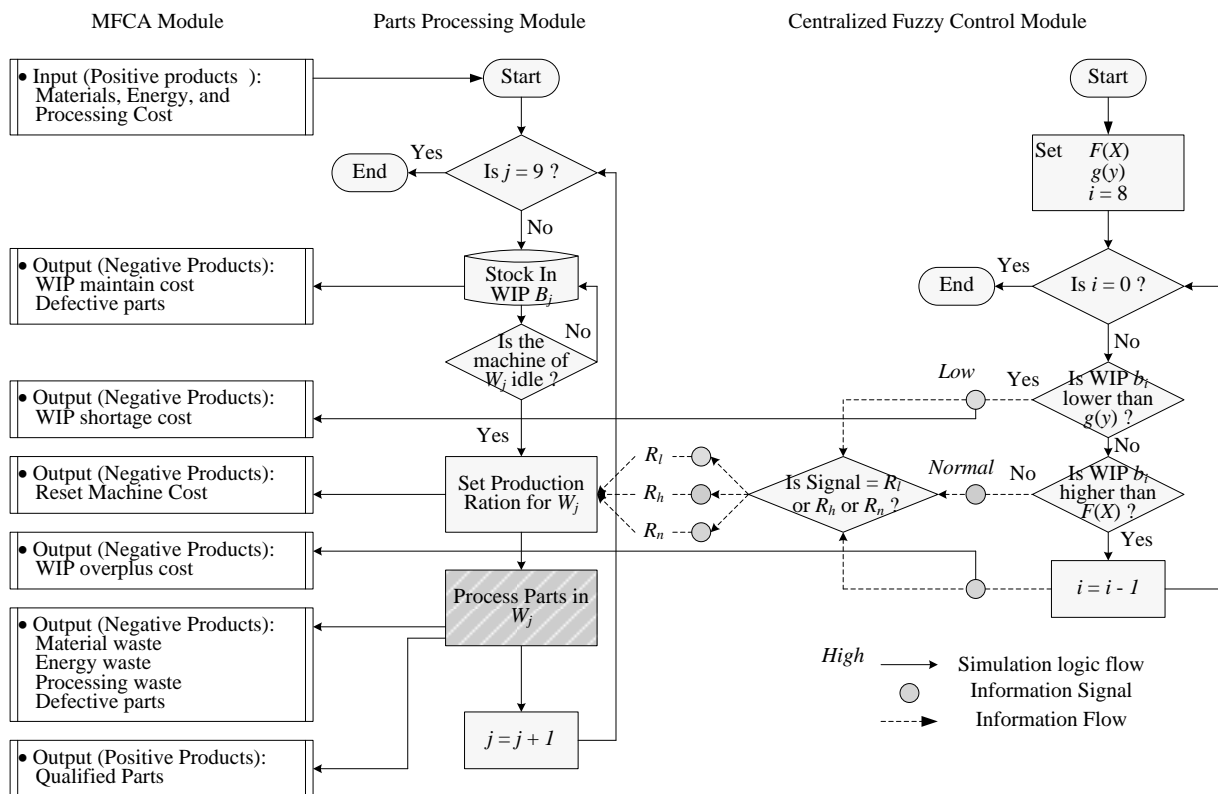 MFCA Module
Parts Processing Module
Centralized Fuzzy Control Module
● Input (Positive products ):
Materials, Energy, and
Processing Cost
● Output (Negative Products):
WIP maintain cost
Defective parts
● Output (Negative Products):
WIP shortage cost
● Output (Negative Products):
Reset Machine Cost
● Output (Negative Products):
WIP overplus cost
● Output (Negative Products):
Material waste
Energy waste
Processing waste
Defective parts
● Output (Positive Products):
Qualified Parts
Start
Yes
End
Is j = 9 ?
No
Stock In
WIP Bj
No
Is the
machine of
Wj idle ?
Yes
Set Production
Ration for Wj
Process Parts in
Wj
j = j + 1
Rl
Rh
Rn
Is Signal = Rl
or Rh or Rn ?
Start
Set F(X)
g(y)
i = 8
Yes
End
Is i = 0 ?
No
Low
Yes
Is WIP bi
lower than
g(y) ?
No
Normal
No
Is WIP bi
higher than
F(X) ?
Yes
i = i - 1
High
Simulation logic flow
Information Signal
Information Flow